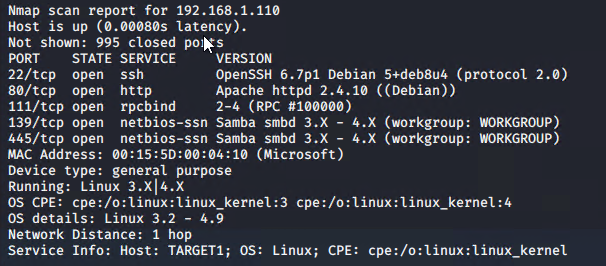 Nmap scan report for 192.168.1.110
Host is up (0.00080s latency).
Not shown: 995 closed ports
PORT    STATE SERVICE     VERSION
22/tcp  open  ssh         OpenSSH 6.7p1 Debian 5+deb8u4 (protocol 2.0)
80/tcp  open  http        Apache httpd 2.4.10 ((Debian))
111/tcp open  rpcbind     2-4 (RPC #100000)
139/tcp open  netbios-ssn Samba smbd 3.X - 4.X (workgroup: WORKGROUP)
445/tcp open  netbios-ssn Samba smbd 3.X - 4.X (workgroup: WORKGROUP)
MAC Address: 00:15:5D:00:04:10 (Microsoft)
Device type: general purpose
Running: Linux 3.X|4.X
OS CPE: cpe:/o:linux:linux_kernel:3 cpe:/o:linux:linux_kernel:4
OS details: Linux 3.2 - 4.9
Network Distance: 1 hop
Service Info: Host: TARGET1; OS: Linux; CPE: cpe:/o:linux:linux_kernel